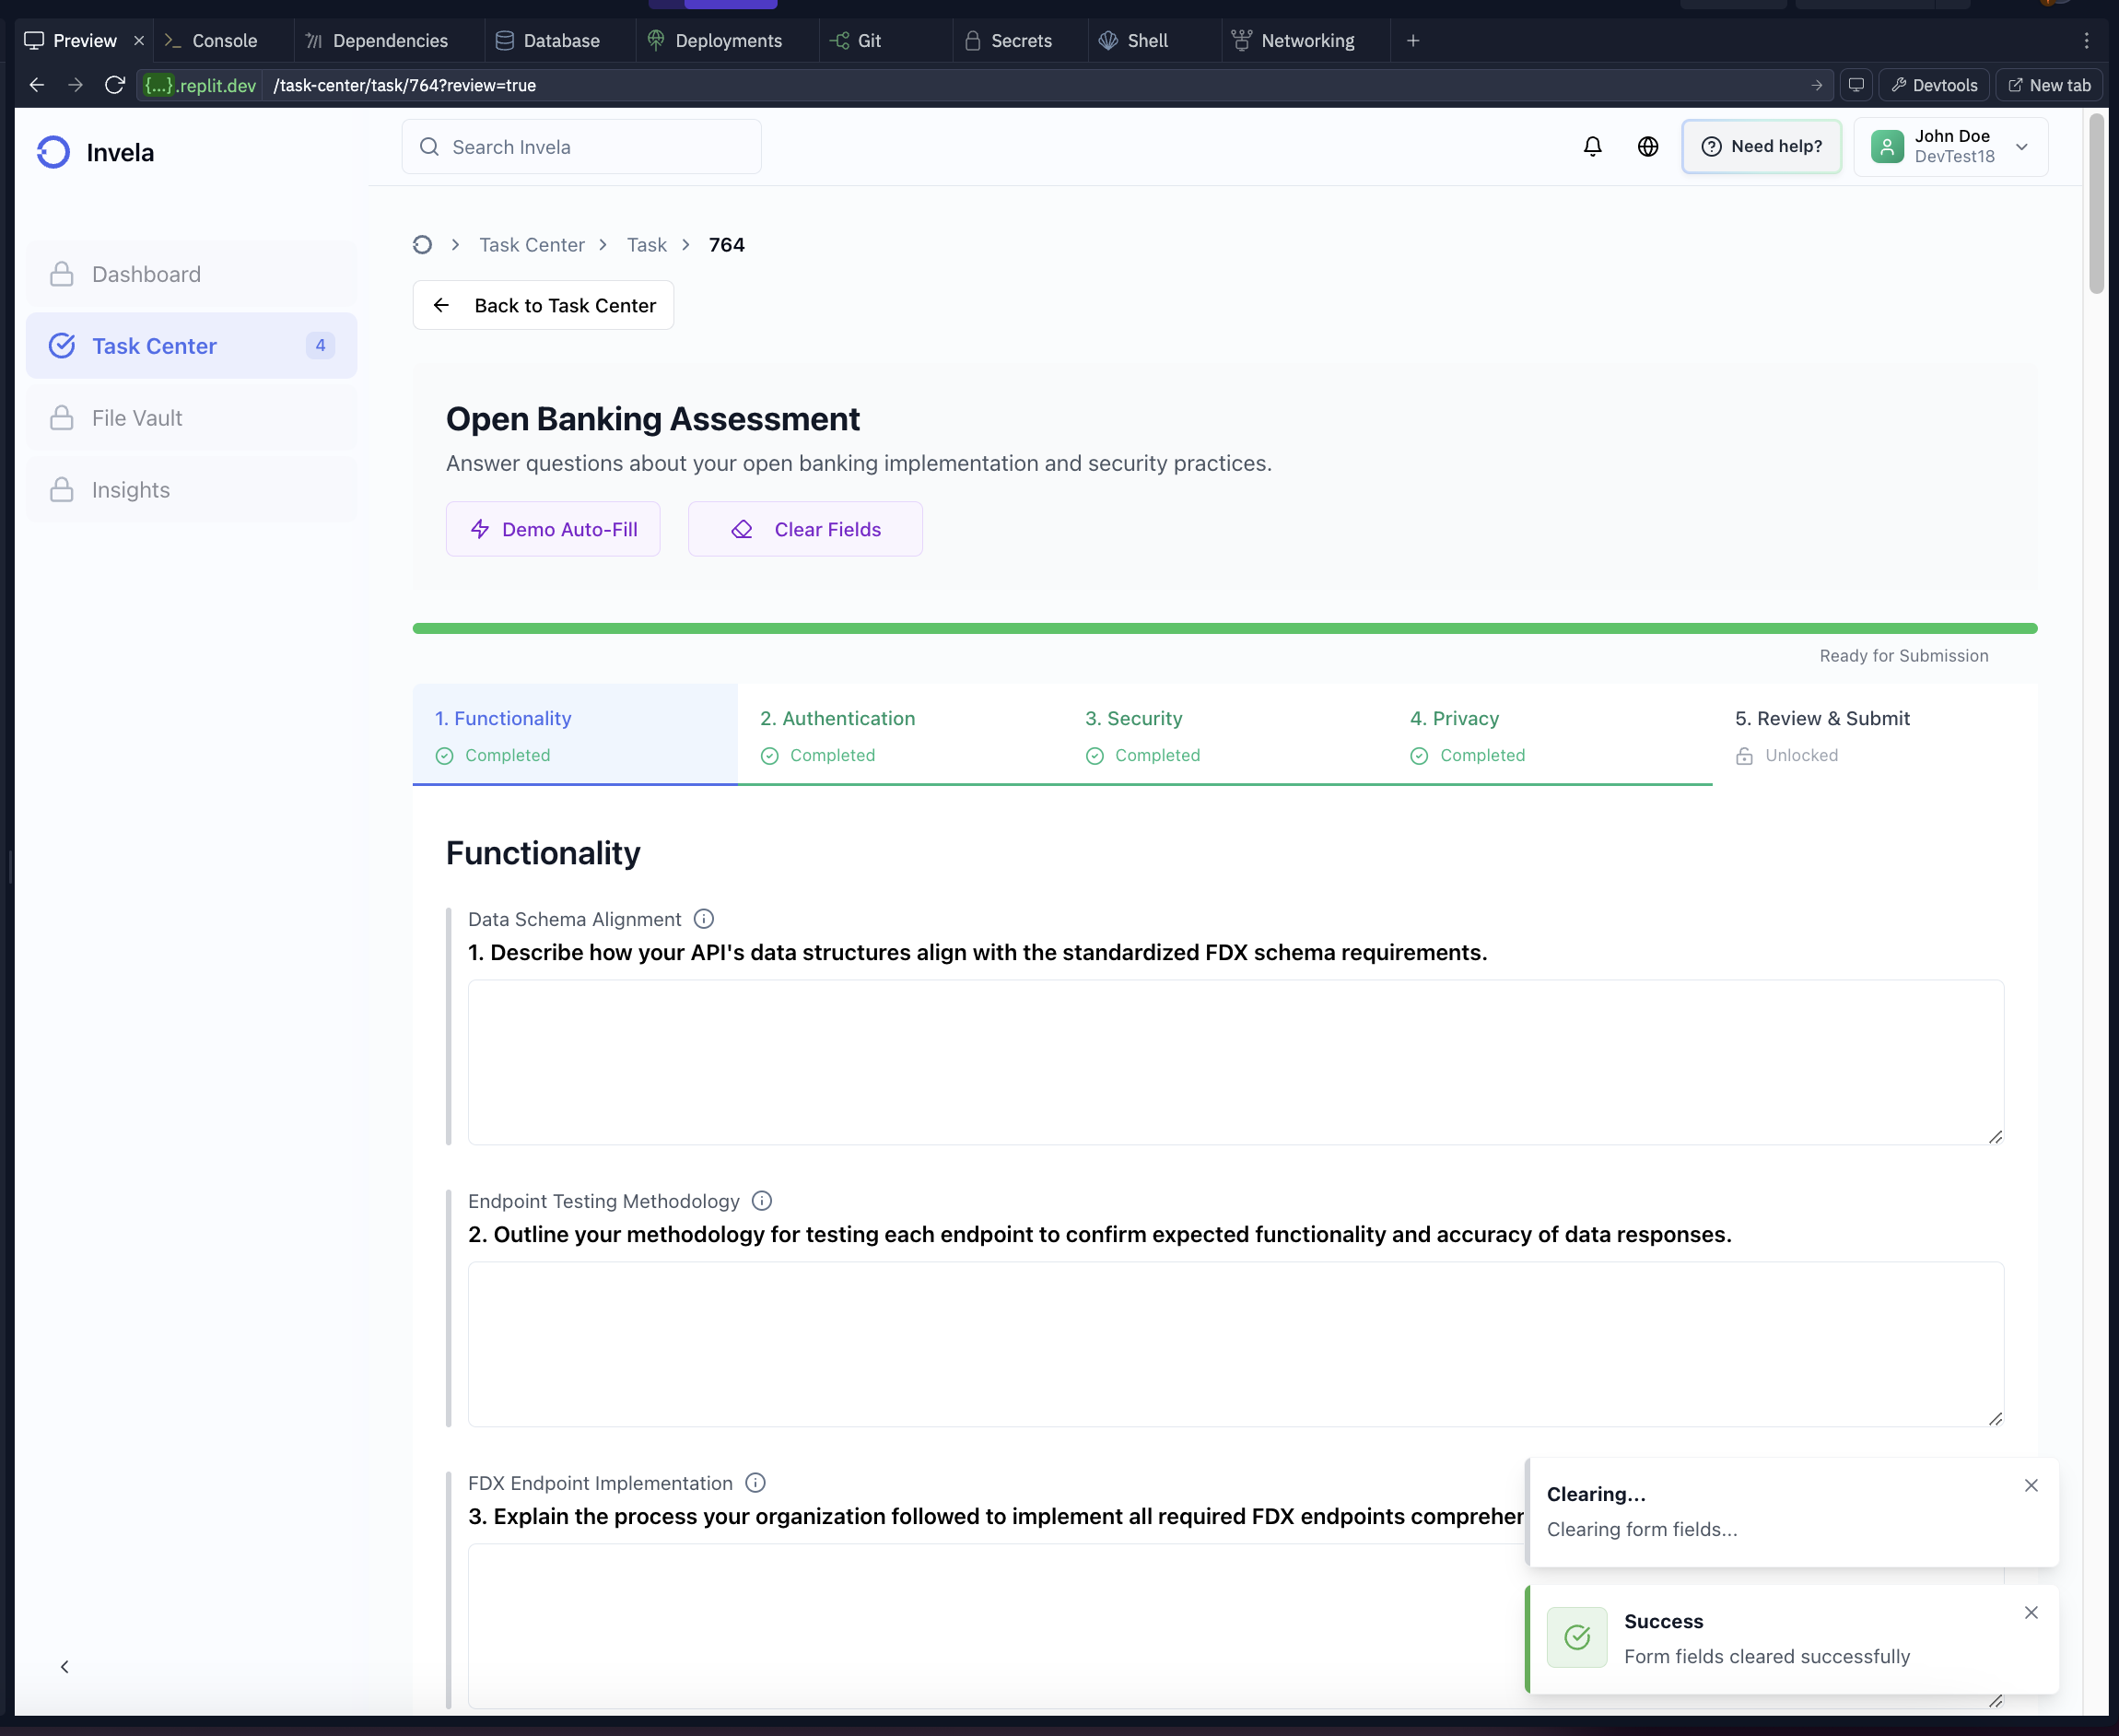 Preview
Console
Dependencies
Database
Deployments
Git
Secrets
Shell
Networking
{...}.replit.dev /task-center/task/764?review=true
Devtools
New tab
Invela
Search Invela
Need help?
John Doe
DevTest18
Dashboard
Task Center 4
File Vault
Insights
Task Center
Task
764
Back to Task Center
Open Banking Assessment
Answer questions about your open banking implementation and security practices.
Demo Auto-Fill
Clear Fields
Ready for Submission
1. Functionality
Completed
2. Authentication
Completed
3. Security
Completed
4. Privacy
Completed
5. Review & Submit
Unlocked
Functionality
Data Schema Alignment
1. Describe how your API's data structures align with the standardized FDX schema requirements.
Endpoint Testing Methodology
2. Outline your methodology for testing each endpoint to confirm expected functionality and accuracy of data responses.
FDX Endpoint Implementation
3. Explain the process your organization followed to implement all required FDX endpoints
Clearing...
Clearing form fields...
Success
Form fields cleared successfully